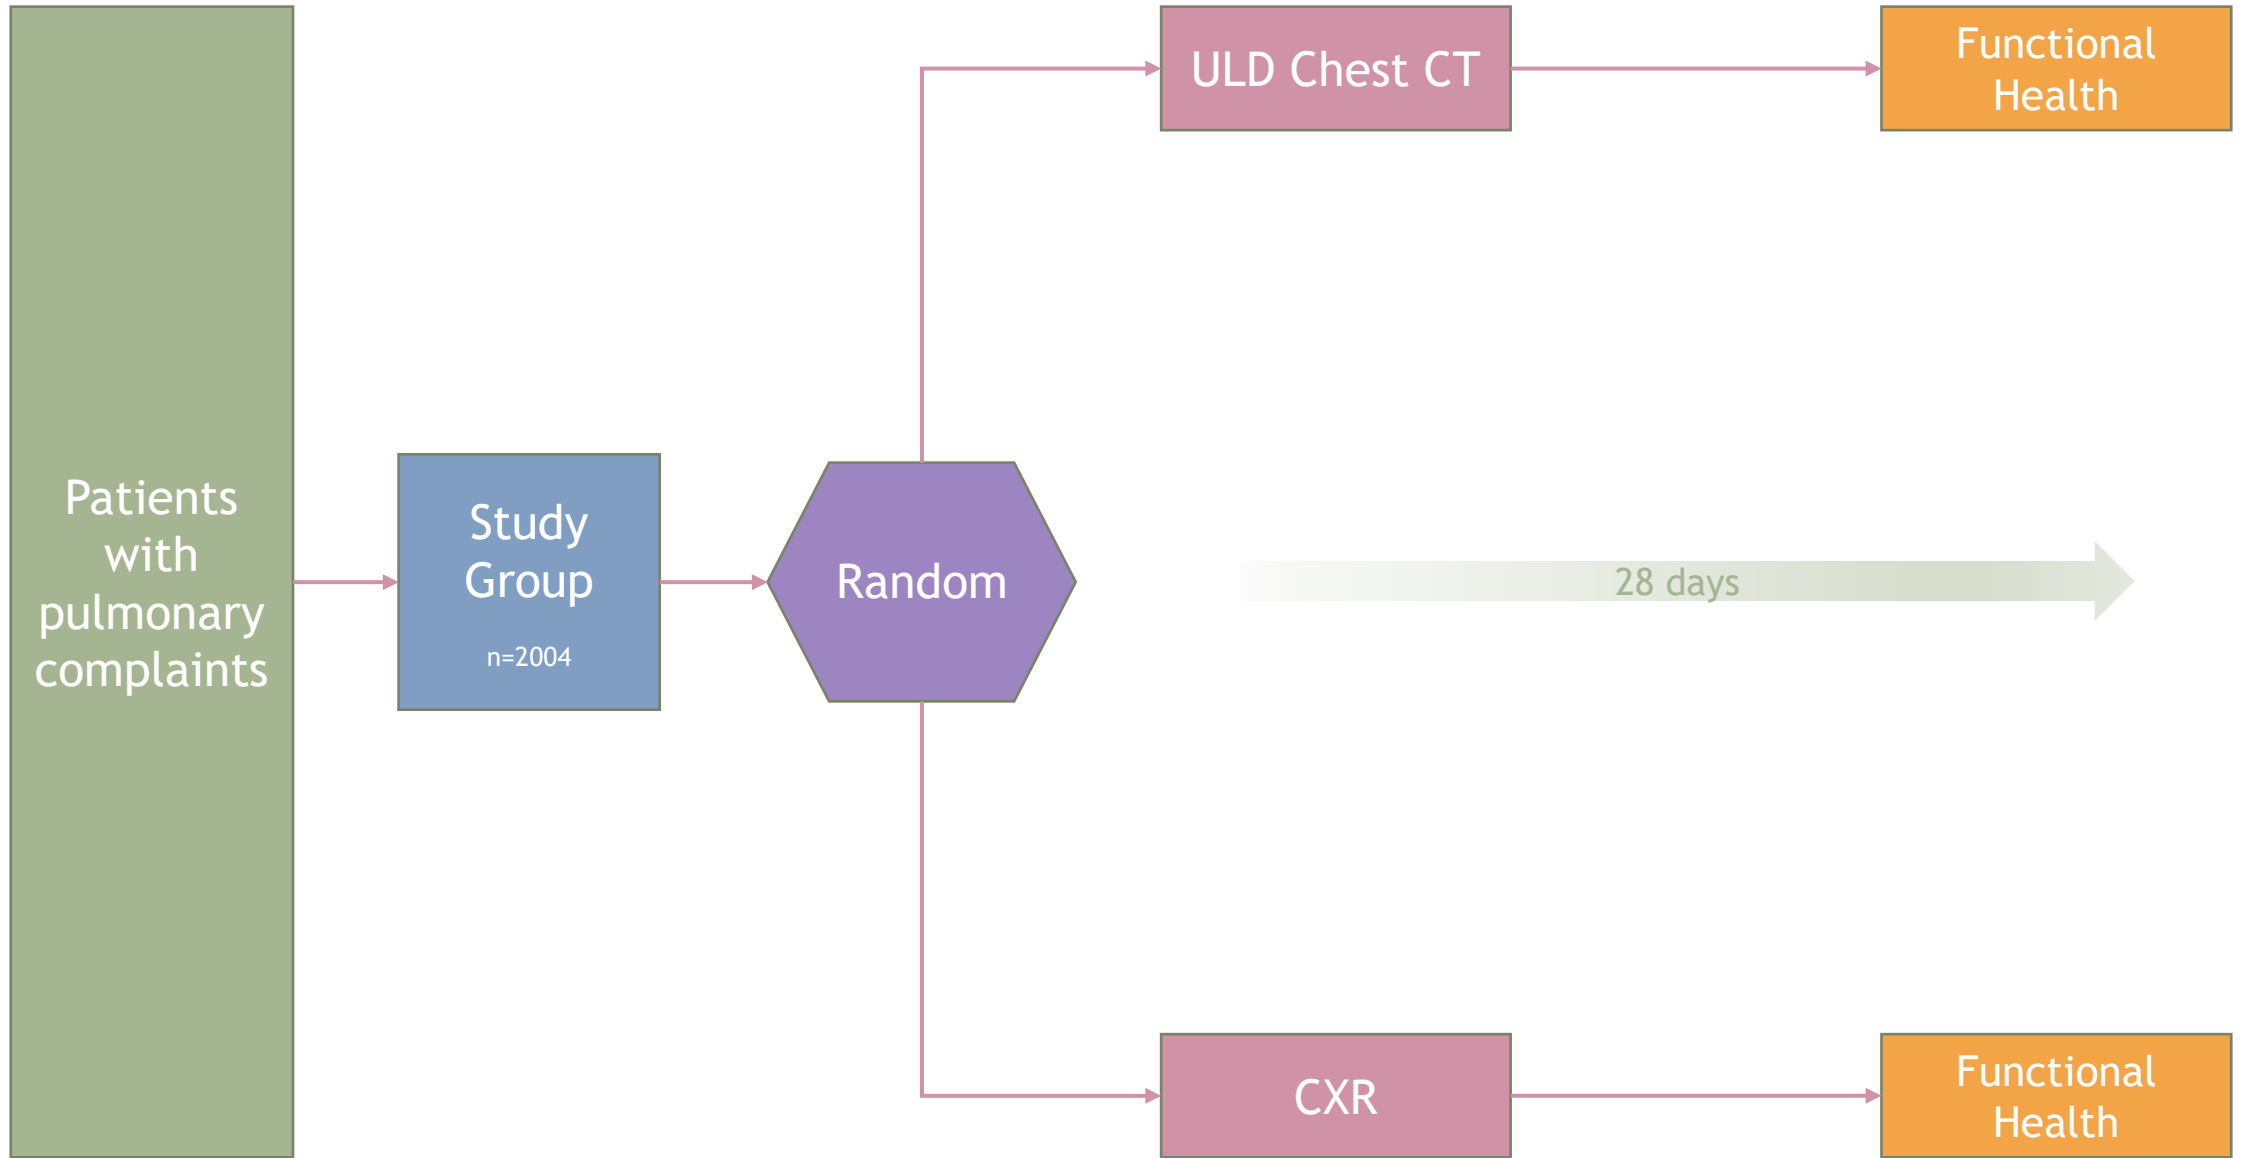 Patients
with
pulmonary
complaints
Study
Group
n=2004
Random
ULD Chest CT
Functional
Health
28 days
CXR
Functional
Health